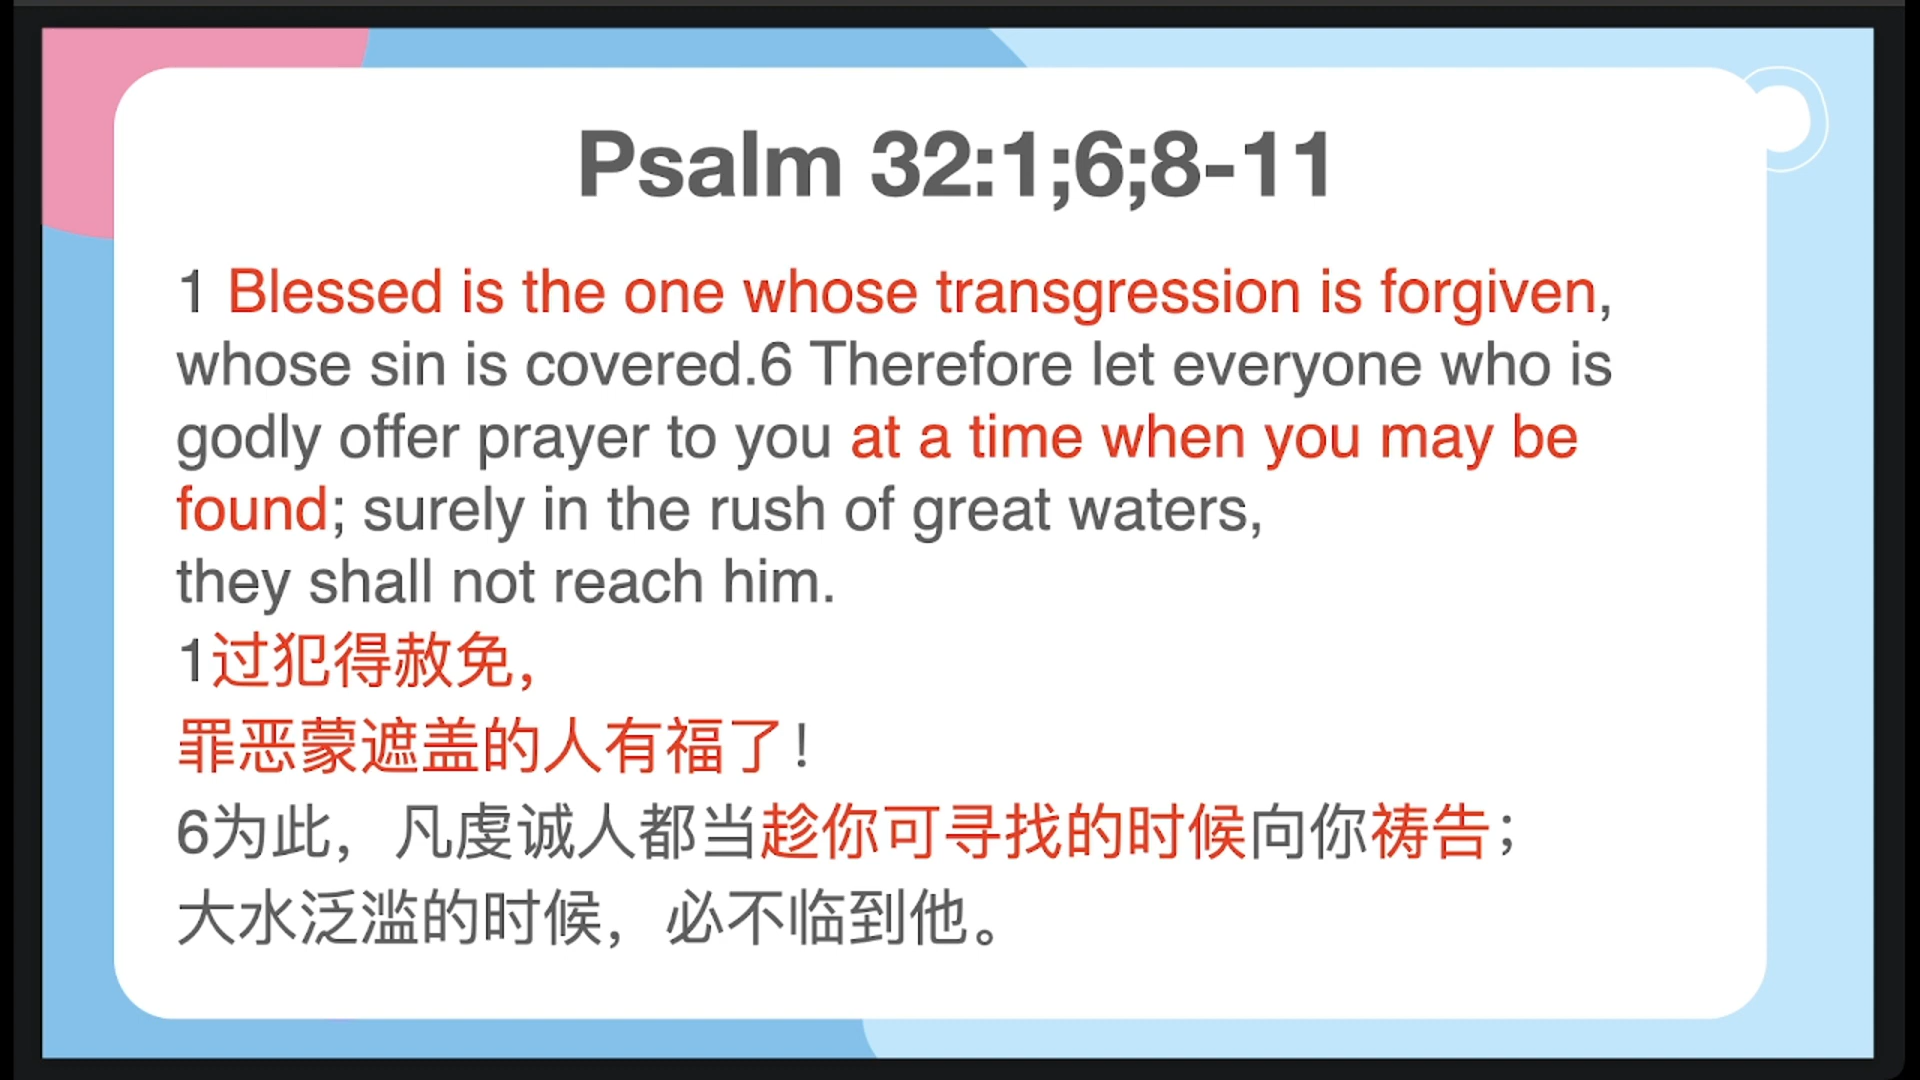 Psalm 32:1;6;8-11
1 Blessed is the one whose transgression is forgiven,
whose sin is covered.6 Therefore let everyone who is
godly offer prayer to you at a time when you may be
found; surely in the rush of great waters,
they shall not reach him.
1过犯得赦免，
罪恶蒙遮盖的人有福了！
6为此，凡虔诚人都当趁你可寻找的时候向你祷告；
大水泛滥的时候，必不临到他。